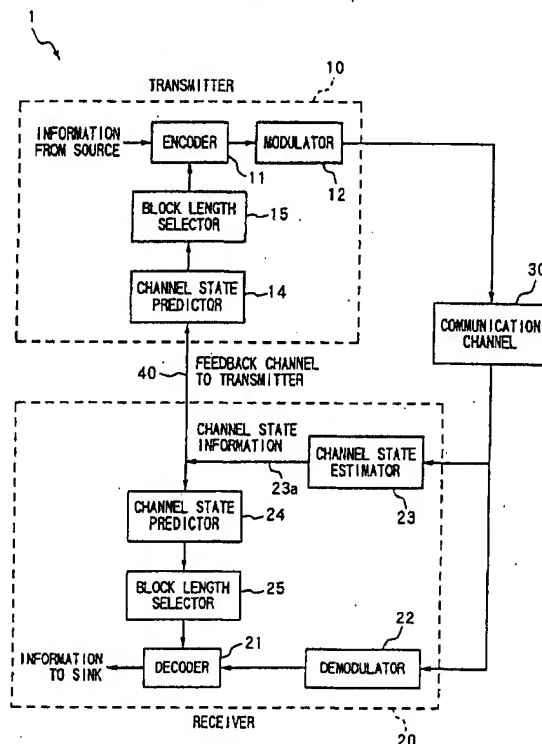 1
TRANSMITTER
10
INFORMATION
FROM SOURCE
ENCODER
11
MODULATOR
12
BLOCK LENGTH
SELECTOR
15
CHANNEL STATE
PREDICTOR
14
30
COMMUNICATION
CHANNEL
40
FEEDBACK CHANNEL
TO TRANSMITTER
CHANNEL STATE
INFORMATION
23a
CHANNEL STATE
ESTIMATOR
23
CHANNEL STATE
PREDICTOR
24
BLOCK LENGTH
SELECTOR
25
INFORMATION
TO SINK
DECODER
21
22
DEMODULATOR
RECEIVER
20